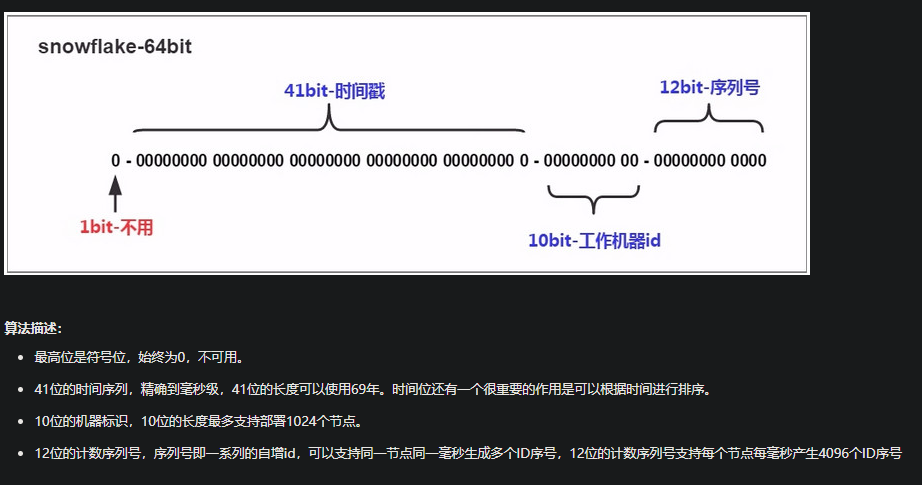 snowflake-64bit
41bit-时间戳
12bit-序列号
0 - 00000000 00000000 00000000 00000000 00000000 0 - 00000000 00 - 00000000 0000
1bit-不用
10bit-工作机器id
算法描述：
最高位是符号位，始终为0，不可用。
41位的时间序列，精确到毫秒级，41位的长度可以使用69年。时间位还有一个很重要的作用是可以根据时间进行排序。
10位的机器标识，10位的长度最多支持部署1024个节点。
12位的计数序列号，序列号即一系列的自增id，可以支持同一节点同一毫秒生成多个ID序号，12位的计数序列号支持每个节点每毫秒产生4096个ID序号